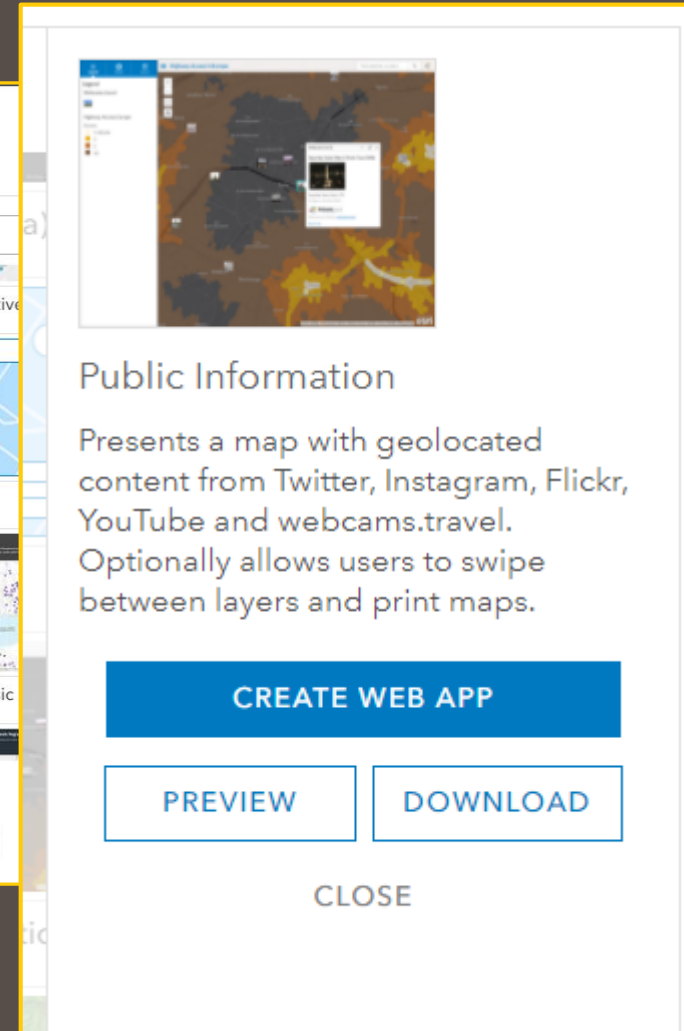 esri
Public Information
Presents a map with geolocated
content from Twitter, Instagram, Flickr,
YouTube and webcams.travel.
Optionally allows users to swipe
between layers and print maps.
CREATE WEB APP
PREVIEW
DOWNLOAD
CLOSE